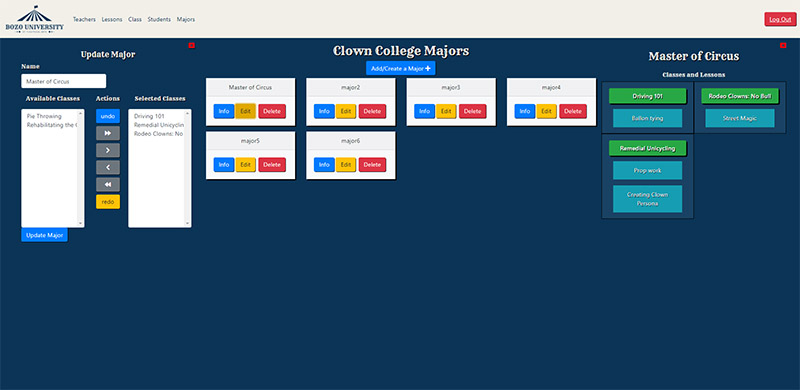 BOZO UNIVERSITY
Teachers Lessons Class Students Majors
Log Out
Update Major
Name
Master of Circus
Available Classes
Actions
Selected Classes
Pie Throwing
Rehabilitating the
undo
redo
Driving 101
Remedial Unicyclin
Rodeo Clowns: No
Update Major
Clown College Majors
Add/Create a Major +
Master of Circus
Info Edit Delete
major2
Info Edit Delete
major3
Info Edit Delete
major4
Info Edit Delete
major5
Info Edit Delete
major6
Info Edit Delete
Master of Circus
Classes and Lessons
Driving 101
Ballon tying
Rodeo Clowns: No Bull
Street Magic
Remedial Unicycling
Prop work
Creating Clown
Persona